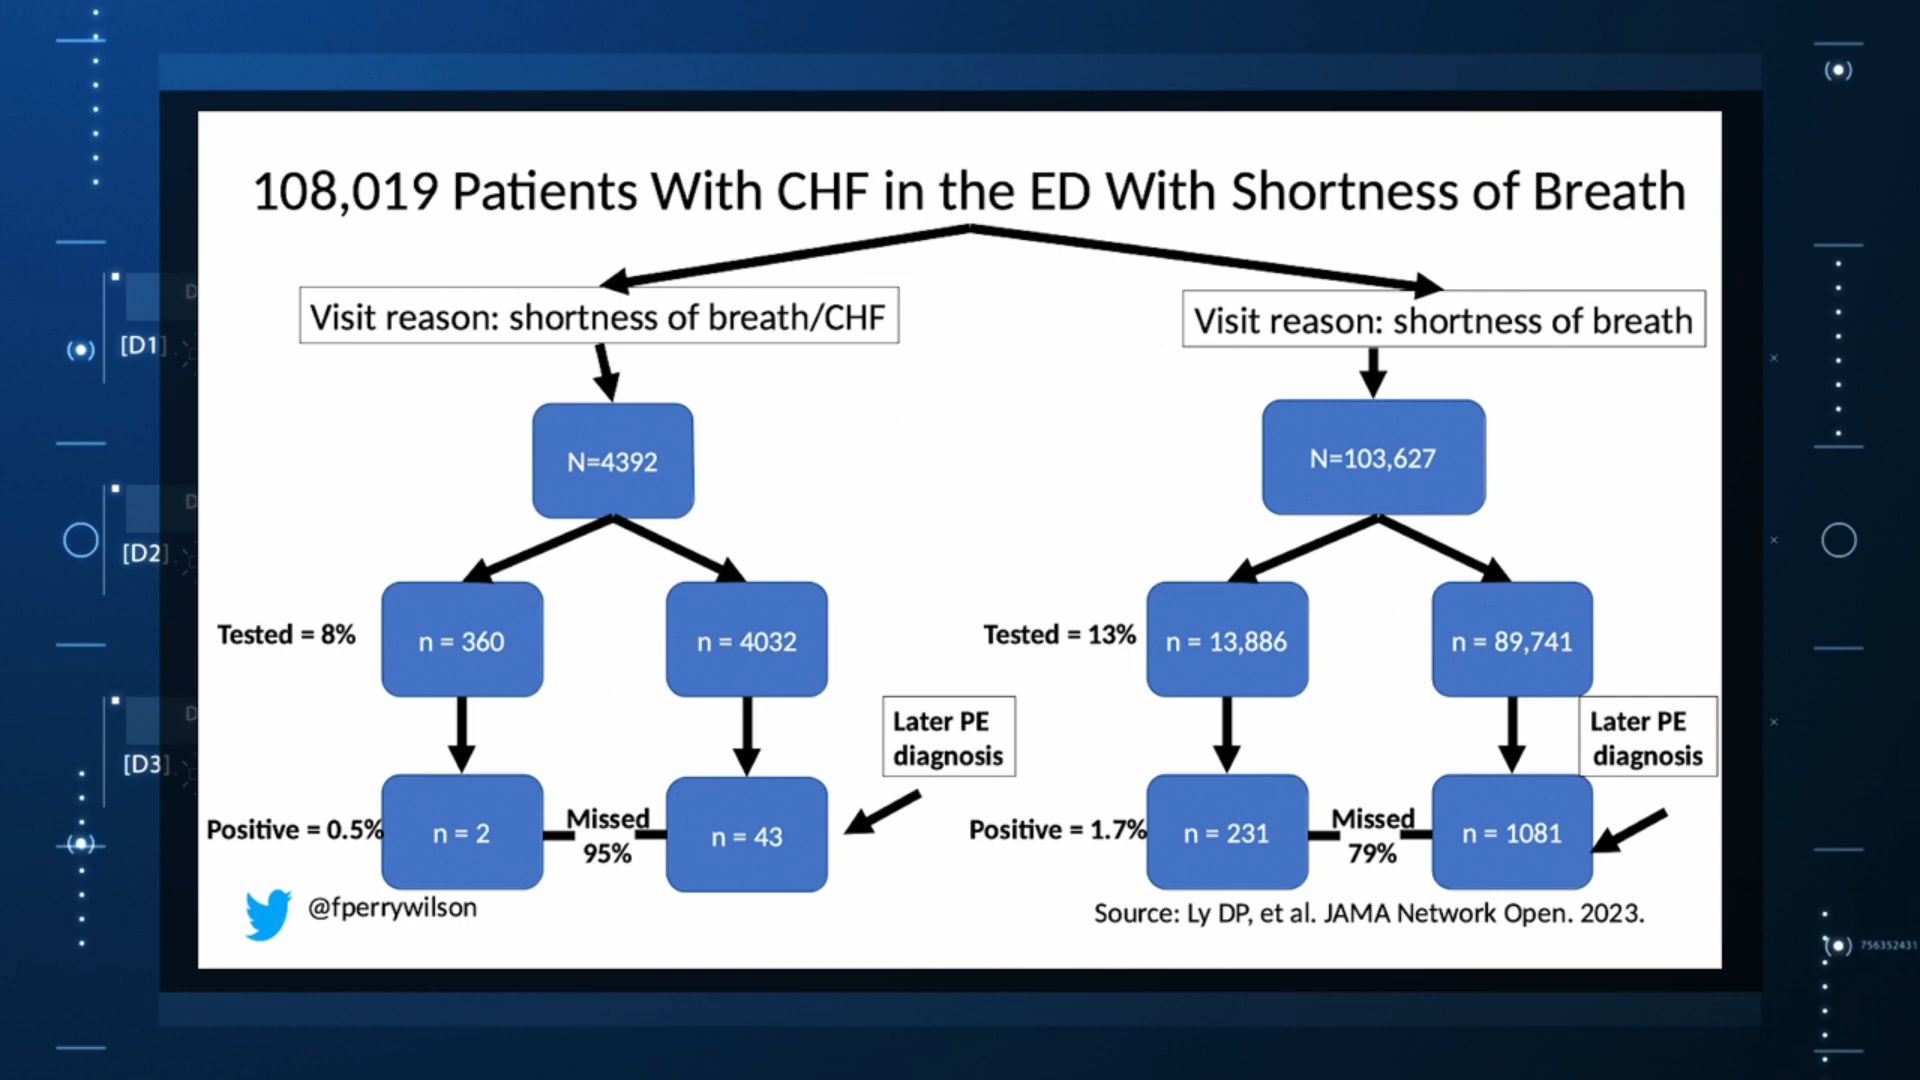 108,019 Patients With CHF in the ED With Shortness of Breath
Visit reason: shortness of breath/CHF
Visit reason: shortness of breath
N=4392
N=103,627
Tested = 8%
n = 360
n = 4032
Tested = 13%
n = 13,886
n = 89,741
Later PE
diagnosis
Later PE
diagnosis
Positive = 0.5%
n = 2
Missed
95%
n = 43
Positive = 1.7%
n = 231
Missed
79%
n = 1081
@fperrywilson
Source: Ly DP, et al. JAMA Network Open. 2023.
[D1]
[D2]
[D3]
D
D
D
756352431